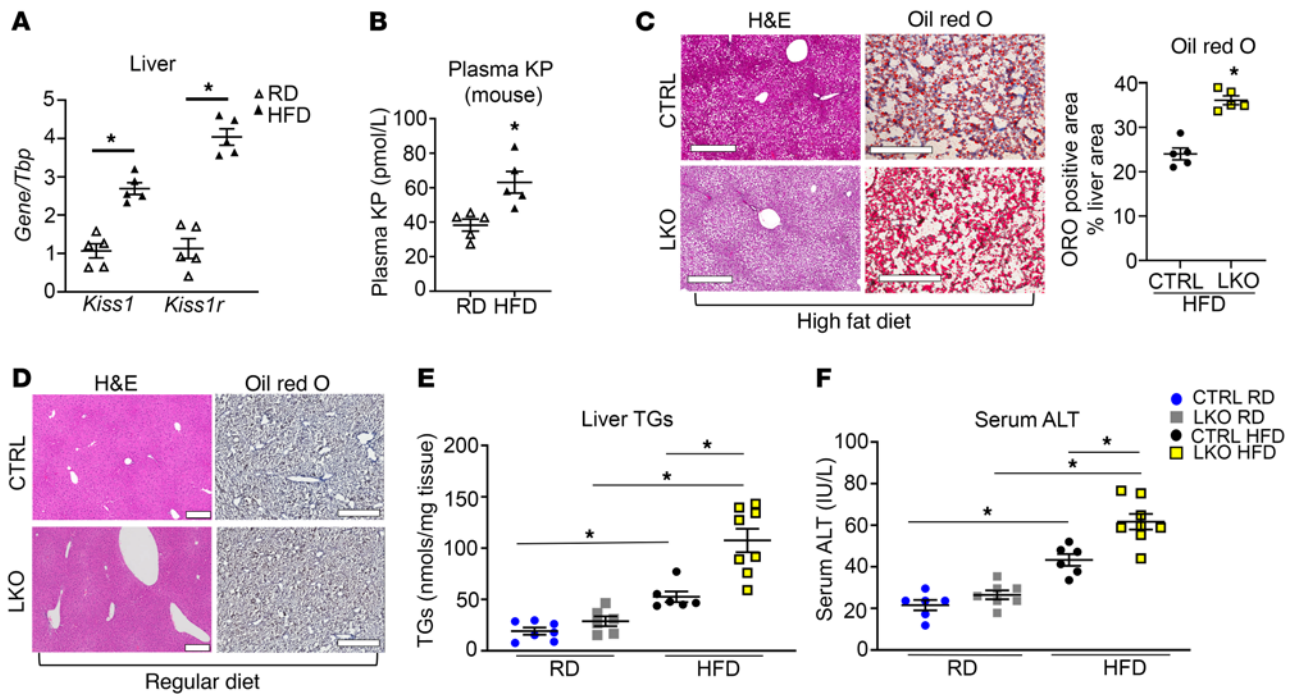 A
Liver
△ RD
▲ HFD
*
*
5
4
3
2
1
0
Gene/Tbp
Kiss1 Kiss1r
B
Plasma KP
(mouse)
Plasma KP (pmol/L)
100
80
60
40
20
0
*
RD HFD
C
H&E Oil red O
CTRL
LKO
High fat diet
Oil red O
ORO positive area
% liver area
40
30
20
10
0
*
CTRL LKO
HFD
D
H&E Oil red O
CTRL
LKO
Regular diet
E
Liver TGs
TGs (nmols/mg tissue)
200
150
100
50
0
*
*
*
RD HFD
F
Serum ALT
CTRL RD
LKO RD
CTRL HFD
LKO HFD
Serum ALT (IU/L)
100
80
60
40
20
0
*
*
*
RD HFD